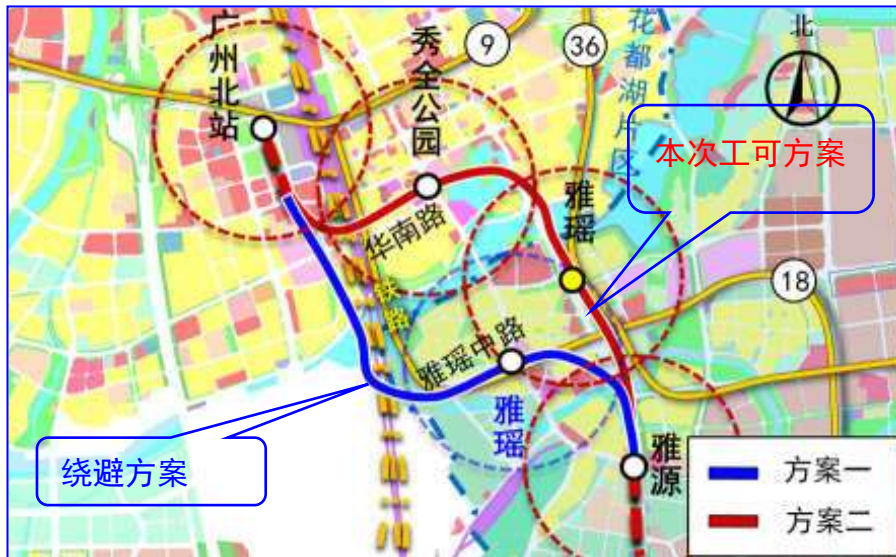 广州北站
秀全公园
9
36
花都湖片区
北
本次工可方案
雅瑶
华南路
铁路
18
雅瑶中路
雅瑶
绕避方案
雅源
方案一
方案二